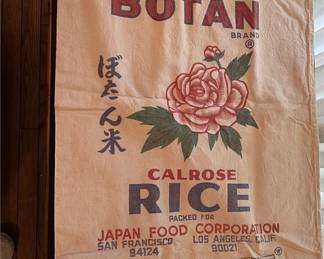 BOTAN
BRAND
®
ぼたん米
CALROSE
RICE
PACKED FOR
JAPAN FOOD CORPORATION
SAN FRANCISCO LOS ANGELES, CALIF.
94124 90021